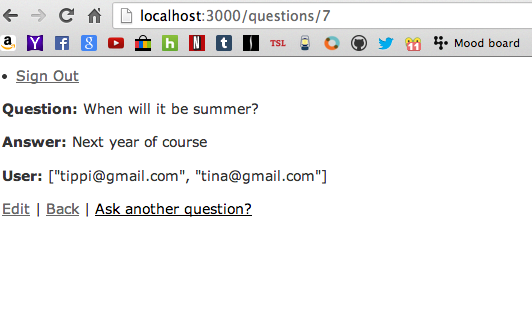 localhost:3000/questions/7
a Y f g h N t TSL 11 Mood board
• Sign Out
Question: When will it be summer?
Answer: Next year of course
User: ["tippi@gmail.com", "tina@gmail.com"]
Edit | Back | Ask another question?